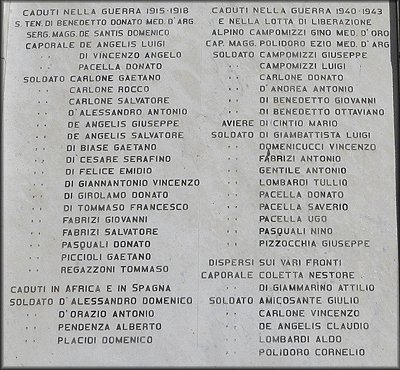 CADUTI NELLA GUERRA 1915-1918
S. TEN. DI BENEDETTO DONATO MED. D'ARG.
SERG. MAGG. DE SANTIS DOMENICO
CAPORALE DE ANGELIS LUIGI
·· DI VINCENZO ANGELO
·· PACELLA DONATO
SOLDATO CARLONE GAETANO
·· CARLONE ROCCO
·· CARLONE SALVATORE
·· D'ALESSANDRO ANTONIO
·· DE ANGELIS GIUSEPPE
·· DE ANGELIS SALVATORE
·· DI BIASE GAETANO
·· DI CESARE SERAFINO
·· DI FELICE EMIDIO
·· DI GIANNANTONIO VINCENZO
·· DI GIROLAMO DONATO
·· DI TOMMASO FRANCESCO
·· FABRIZI GIOVANNI
·· FABRIZI SALVATORE
·· PASQUALI DONATO
·· PICCIOLI GAETANO
·· REGAZZONI TOMMASO
CADUTI IN AFRICA E IN SPAGNA
SOLDATO D'ALESSANDRO DOMENICO
·· D'ORAZIO ANTONIO
·· PENDENZA ALBERTO
·· PLACIDI DOMENICO
CADUTI NELLA GUERRA 1940-1943
E NELLA LOTTA DI LIBERAZIONE
ALPINO CAMPOMIZZI GINO MED. D'ORO
CAP. MAGG. POLIDORO EZIO MED. D'ARG
SOLDATO CAMPOMIZZI GIUSEPPE
·· CAMPOMIZZI LUIGI
·· CARLONE DONATO
·· D'ANDREA ANTONIO
·· DI BENEDETTO GIOVANNI
·· DI BENEDETTO OTTAVIANO
AVIERE DI CINTIO MARIO
SOLDATO DI GIAMBATTISTA LUIGI
·· DOMENICUCCI VINCENZO
·· FABRIZI ANTONIO
·· GENTILE ANTONIO
·· LOMBARDI TULLIO
·· PACELLA DONATO
·· PACELLA SAVERIO
·· PACELLA UGO
·· PASQUALI NINO
·· PIZZOCCHIA GIUSEPPE
DISPERSI SUI VARI FRONTI
CAPORALE COLETTA NESTORE
·· DI GIAMMARINO ATTILIO
SOLDATO AMICOSANTE GIULIO
·· CARLONE VINCENZO
·· DE ANGELIS CLAUDIO
·· LOMBARDI ALDO
·· POLIDORO CORNELIO